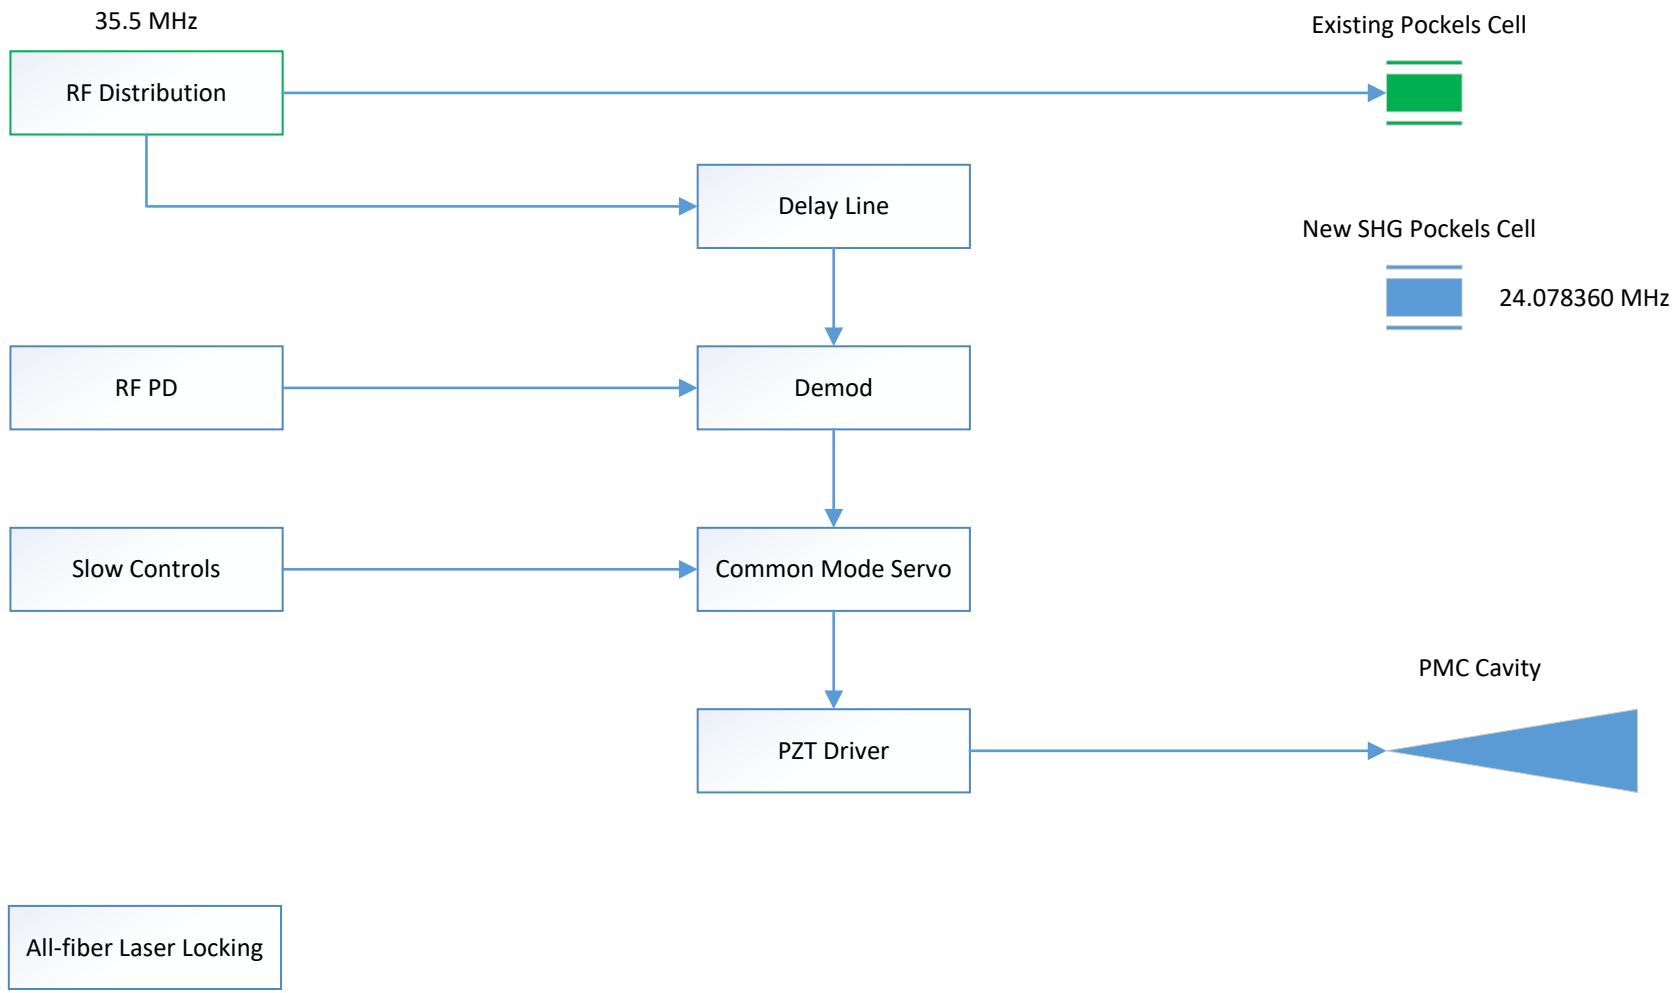 35.5 MHz
Existing Pockels Cell
RF Distribution
Delay Line
New SHG Pockels Cell
24.078360 MHz
RF PD
Demod
Slow Controls
Common Mode Servo
PMC Cavity
PZT Driver
All-fiber Laser Locking